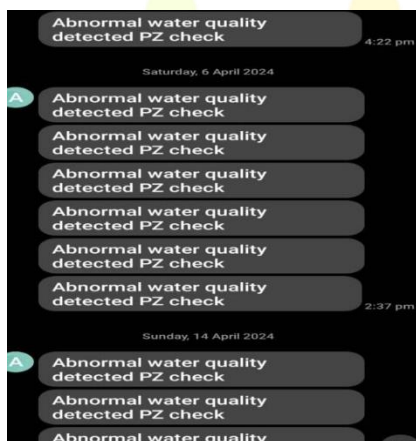 Abnormal water quality
detected PZ check
4:22 pm
Saturday, 6 April 2024
A
Abnormal water quality
detected PZ check
Abnormal water quality
detected PZ check
Abnormal water quality
detected PZ check
Abnormal water quality
detected PZ check
Abnormal water quality
detected PZ check
Abnormal water quality
detected PZ check
2:37 pm
Sunday, 14 April 2024
A
Abnormal water quality
detected PZ check
Abnormal water quality
detected PZ check
Abnormal water quality